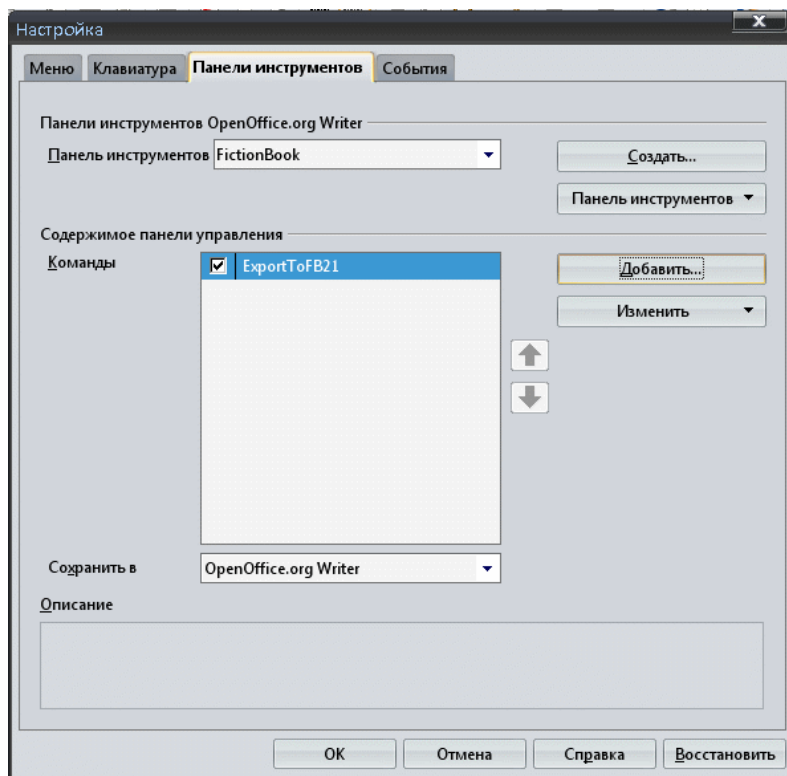 Настройка
x
Меню Клавиатура Панели инструментов События
Панели инструментов OpenOffice.org Writer
Панель инструментов FictionBook Создать...
Панель инструментов
Содержимое панели управления
Команды ExportToFB21 Добавить...
Изменить
Сохранить в OpenOffice.org Writer
Описание
OK Отмена Справка Восстановить